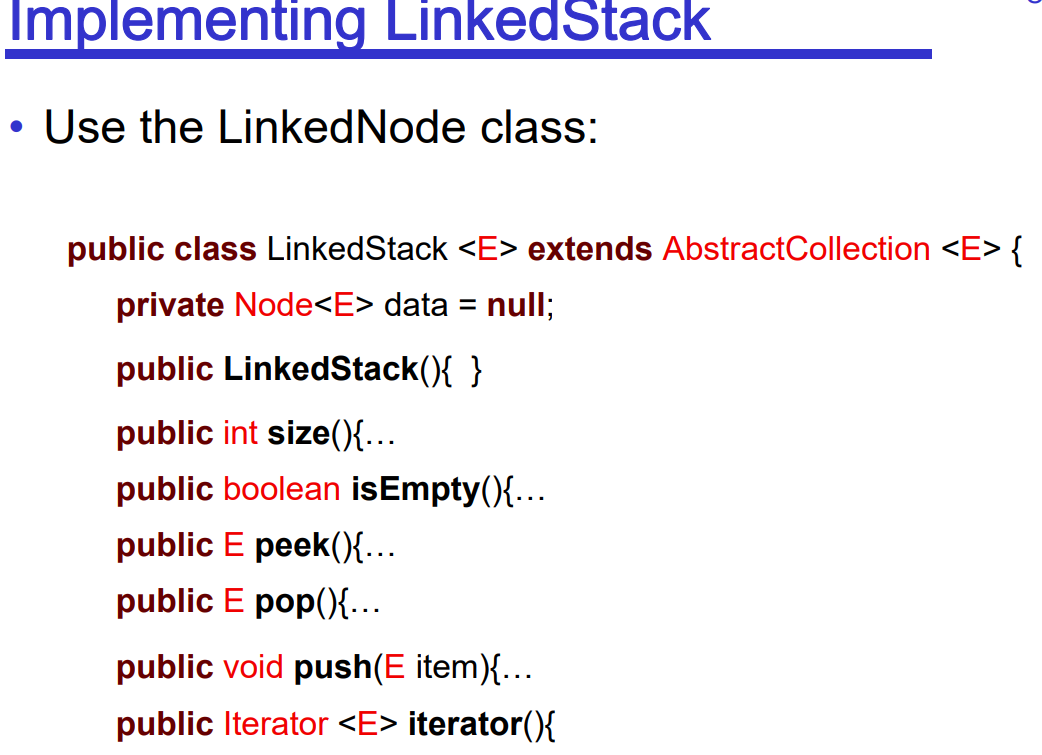 Implementing LinkedStack
• Use the LinkedNode class:
public class LinkedStack <E> extends AbstractCollection <E> {
private Node<E> data = null;
public LinkedStack(){  }
public int size(){…
public boolean isEmpty(){…
public E peek(){…
public E pop(){…
public void push(E item){…
public Iterator <E> iterator(){